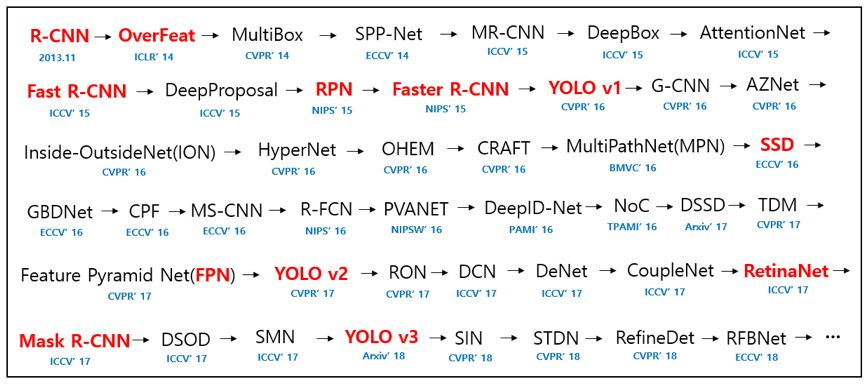 R-CNN → OverFeat → MultiBox → SPP-Net → MR-CNN → DeepBox → AttentionNet →
2013.11 ICLR' 14 CVPR' 14 ECCV' 14 ICCV' 15 ICCV' 15 ICCV' 15
Fast R-CNN → DeepProposal → RPN → Faster R-CNN → YOLO v1 → G-CNN → AZNet →
ICCV' 15 ICCV' 15 NIPS' 15 NIPS' 15 CVPR' 16 CVPR' 16 CVPR' 16
Inside-OutsideNet(ION) → HyperNet → OHEM → CRAFT → MultiPathNet(MPN) → SSD →
CVPR' 16 CVPR' 16 CVPR' 16 CVPR' 16 BMVC' 16 ECCV' 16
GBDNet → CPF → MS-CNN → R-FCN → PVANET → DeepID-Net → NoC → DSSD → TDM →
ECCV' 16 ECCV' 16 ECCV' 16 NIPS' 16 NIPSW' 16 PAMI' 16 TPAMI' 16 Arxiv' 17 CVPR' 17
Feature Pyramid Net(FPN) → YOLO v2 → RON → DCN → DeNet → CoupleNet → RetinaNet →
CVPR' 17 CVPR' 17 CVPR' 17 ICCV' 17 ICCV' 17 ICCV' 17 ICCV' 17
Mask R-CNN → DSOD → SMN → YOLO v3 → SIN → STDN → RefineDet → RFBNet → ⋯
ICCV' 17 ICCV' 17 ICCV' 17 Arxiv' 18 CVPR' 18 CVPR' 18 CVPR' 18 ECCV' 18